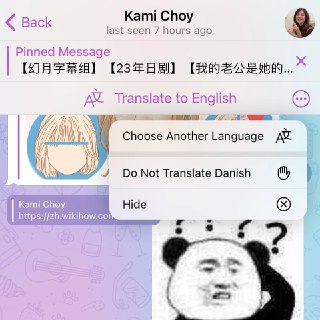 Kami Choy
Back
last seen 7 hours ago
Pinned Message
【幻月字幕组】【23年日剧】【我的老公是她的...
Translate to English
Choose Another Language
Do Not Translate Danish
Hide
Kami Choy
https://zh.wikihow.com
? ? ? ?